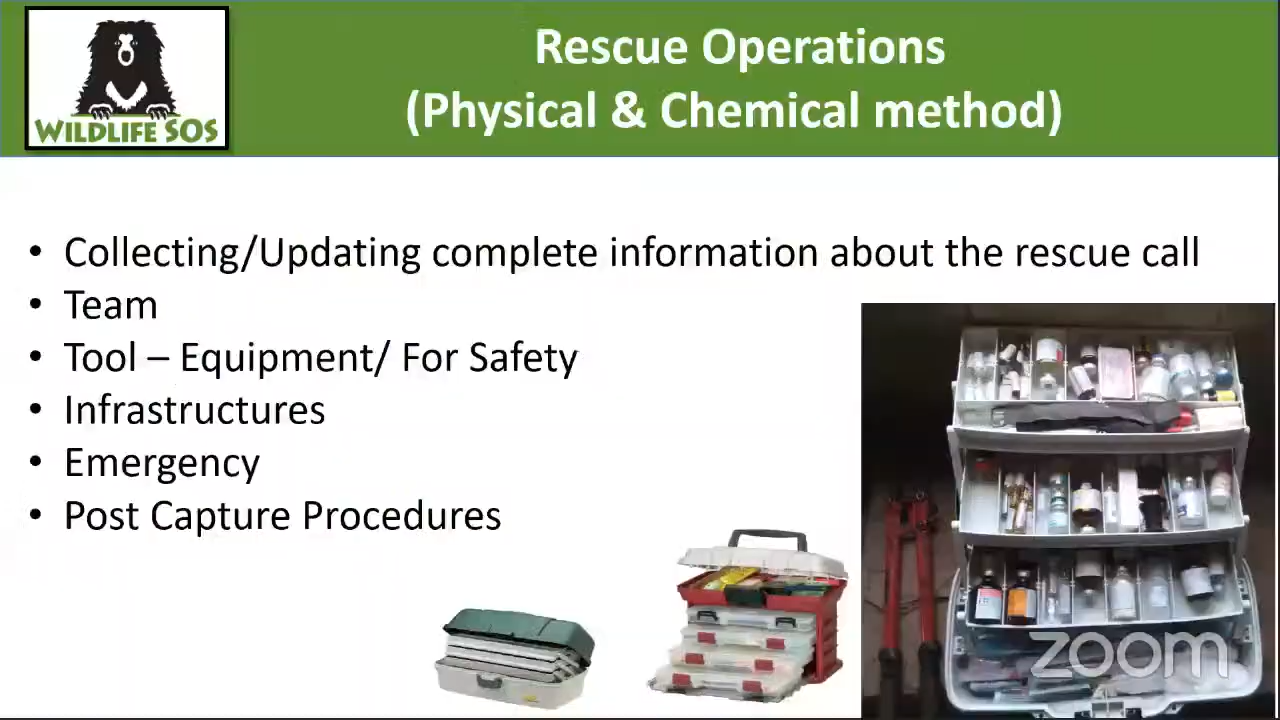 WILDLIFE SOS
Rescue Operations
(Physical & Chemical method)
• Collecting/Updating complete information about the rescue call
• Team
• Tool – Equipment/ For Safety
• Infrastructures
• Emergency
• Post Capture Procedures
zoom